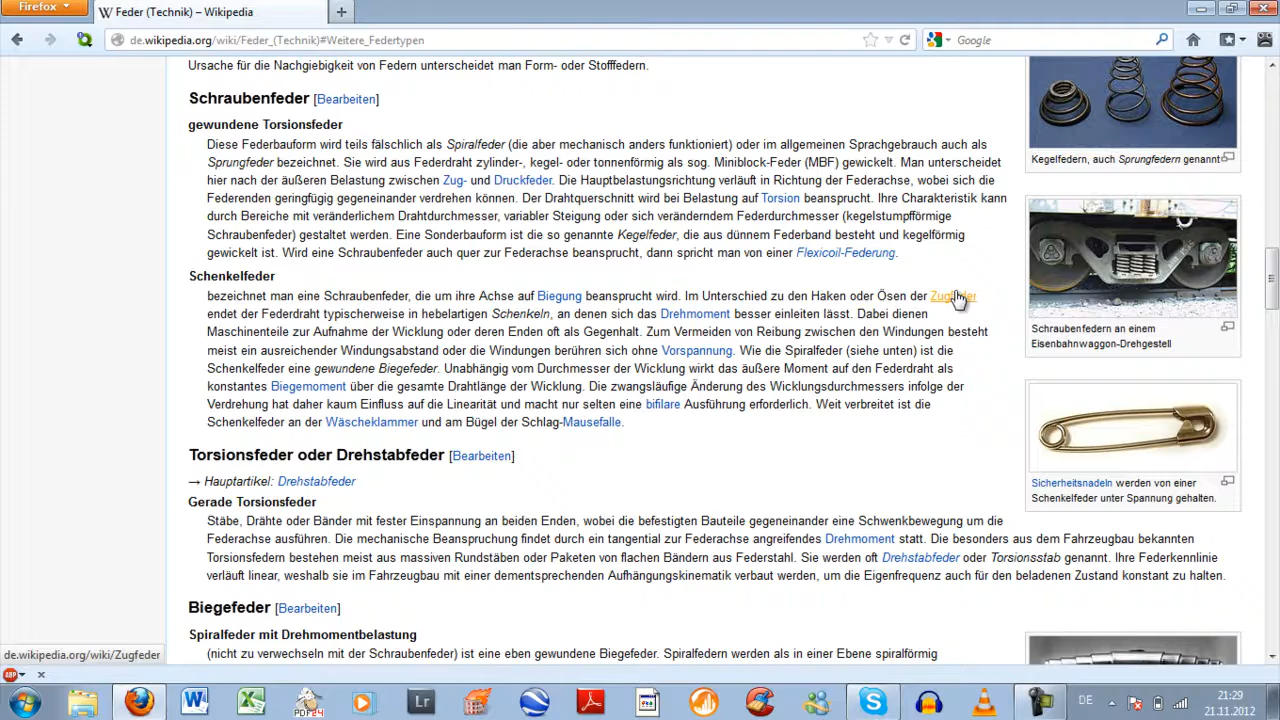 Firefox
Feder (Technik) – Wikipedia
de.wikipedia.org/wiki/Feder_(Technik)#Weitere_Federtypen
Google
Ursache für die Nachgiebigkeit von Federn unterscheidet man Form- oder Stofffedern.
Schraubenfeder [Bearbeiten]
gewundene Torsionsfeder
Diese Federbauform wird teils fälschlich als Spiralfeder (die aber mechanisch anders funktioniert) oder im allgemeinen Sprachgebrauch auch als
Sprungfeder bezeichnet. Sie wird aus Federdraht zylinder-, kegel- oder tonnenförmig als sog. Miniblock-Feder (MBF) gewickelt. Man unterscheidet
hier nach der äußeren Belastung zwischen Zug- und Druckfeder. Die Hauptbelastungsrichtung verläuft in Richtung der Federachse, wobei sich die
Federenden geringfügig gegeneinander verdrehen können. Der Drahtquerschnitt wird bei Belastung auf Torsion beansprucht. Ihre Charakteristik kann
durch Bereiche mit veränderlichem Drahtdurchmesser, variabler Steigung oder sich veränderndem Federdurchmesser (kegelstumpfförmige
Schraubenfeder) gestaltet werden. Eine Sonderbauform ist die so genannte Kegelfeder, die aus dünnem Federband besteht und kegelförmig
gewickelt ist. Wird eine Schraubenfeder auch quer zur Federachse beansprucht, dann spricht man von einer Flexicoil-Federung.
Schenkelfeder
bezeichnet man eine Schraubenfeder, die um ihre Achse auf Biegung beansprucht wird. Im Unterschied zu den Haken oder Ösen der Zugfeder
endet der Federdraht typischerweise in hebelartigen Schenkeln, an denen sich das Drehmoment besser einleiten lässt. Dabei dienen
Maschinenteile zur Aufnahme der Wicklung oder deren Enden oft als Gegenhalt. Zum Vermeiden von Reibung zwischen den Windungen besteht
meist ein ausreichender Windungsabstand oder die Windungen berühren sich ohne Vorspannung. Wie die Spiralfeder (siehe unten) ist die
Schenkelfeder eine gewundene Biegefeder. Unabhängig vom Durchmesser der Wicklung wirkt das äußere Moment auf den Federdraht als
konstantes Biegemoment über die gesamte Drahtlänge der Wicklung. Die zwangsläufige Änderung des Wicklungsdurchmessers infolge der
Verdrehung hat daher kaum Einfluss auf die Linearität und macht nur selten eine bifilare Ausführung erforderlich. Weit verbreitet ist die
Schenkelfeder an der Wäscheklammer und am Bügel der Schlag-Mausefalle.
Torsionsfeder oder Drehstabfeder [Bearbeiten]
→ Hauptartikel: Drehstabfeder
Gerade Torsionsfeder
Stäbe, Drähte oder Bänder mit fester Einspannung an beiden Enden, wobei die befestigten Bauteile gegeneinander eine Schwenkbewegung um die
Federachse ausführen. Die mechanische Beanspruchung findet durch ein tangential zur Federachse angreifendes Drehmoment statt. Die besonders aus dem Fahrzeugbau bekannten
Torsionsfedern bestehen meist aus massiven Rundstäben oder Paketen von flachen Bändern aus Federstahl. Sie werden oft Drehstabfeder oder Torsionsstab genannt. Ihre Federkennlinie
verläuft linear, weshalb sie im Fahrzeugbau mit einer dementsprechenden Aufhängungskinematik verbaut werden, um die Eigenfrequenz auch für den beladenen Zustand konstant zu halten.
Biegefeder [Bearbeiten]
Spiralfeder mit Drehmomentbelastung
(nicht zu verwechseln mit der Schraubenfeder) ist eine eben gewundene Biegefeder. Spiralfedern werden als in einer Ebene spiralförmig
Kegelfedern, auch Sprungfedern genannt
Schraubenfedern an einem
Eisenbahnwaggon-Drehgestell
Sicherheitsnadeln werden von einer
Schenkelfeder unter Spannung gehalten.
de.wikipedia.org/wiki/Zugfeder
ABP
PDF24
Lr
DE
21:29
21.11.2012